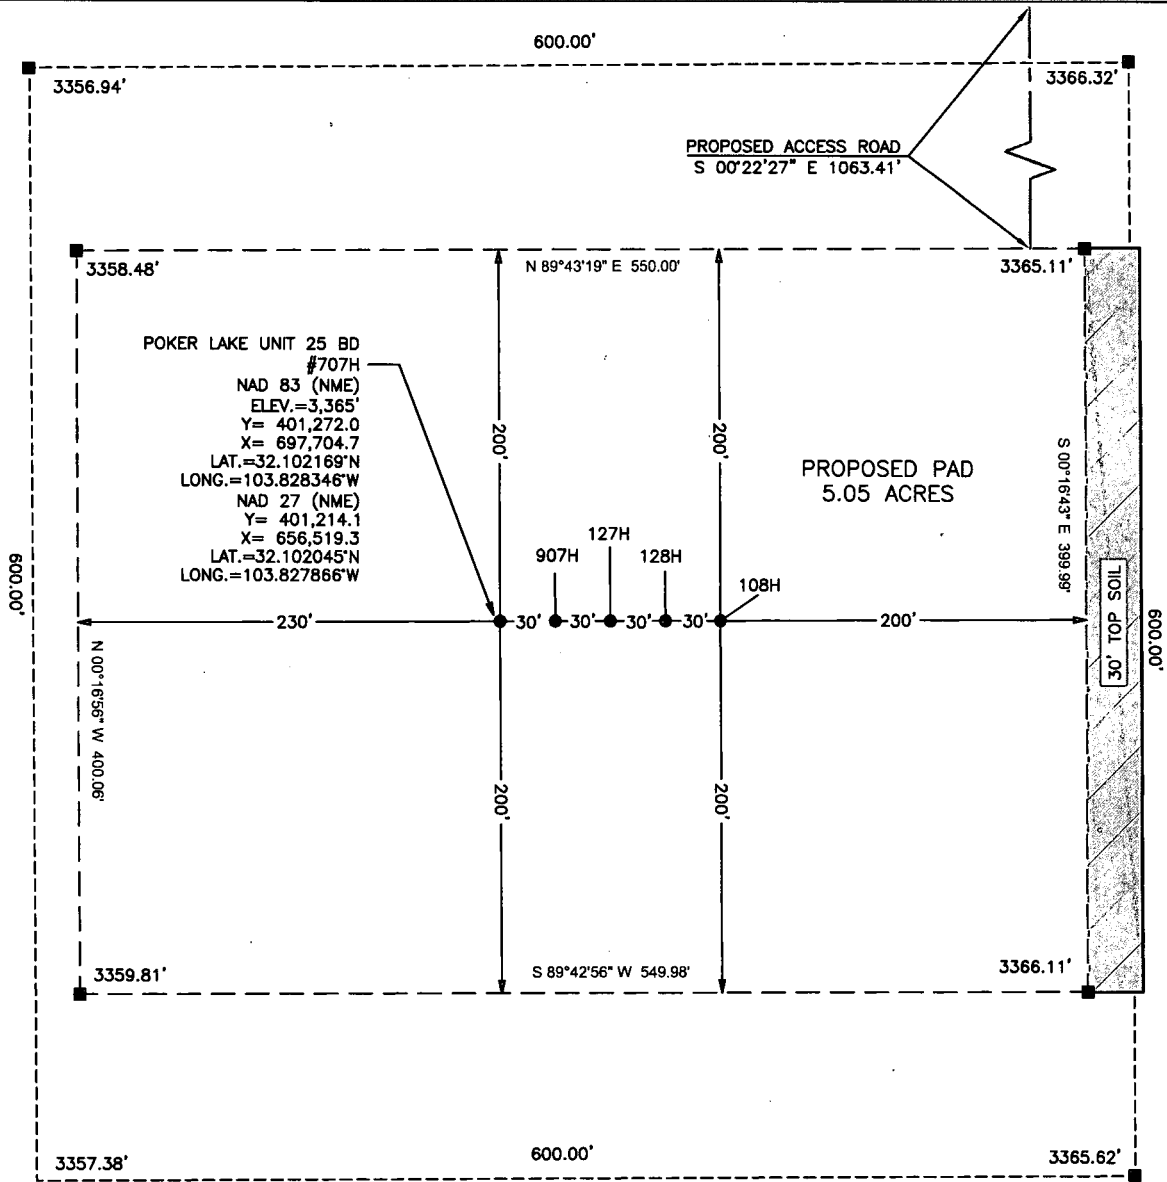 600.00'
3356.94'
3366.32'
PROPOSED ACCESS ROAD
S 00°22'27" E 1063.41'
3358.48'
N 89°43'19" E 550.00'
3365.11'
POKER LAKE UNIT 25 BD
#707H
NAD 83 (NME)
ELEV.=3,365'
Y= 401,272.0
X= 697,704.7
LAT.=32.102169°N
LONG.=103.828346°W
NAD 27 (NME)
Y= 401,214.1
X= 656,519.3
LAT.=32.102045°N
LONG.=103.827866°W
200'
200'
PROPOSED PAD
5.05 ACRES
S 00°16'43" E 399.99'
600.00'
907H
127H
128H
108H
30' TOP SOIL
600.00'
230'
30'
30'
30'
30'
200'
N 00°16'56" W 400.06'
200'
200'
3359.81'
S 89°42'56" W 549.98'
3366.11'
3357.38'
600.00'
3365.62'